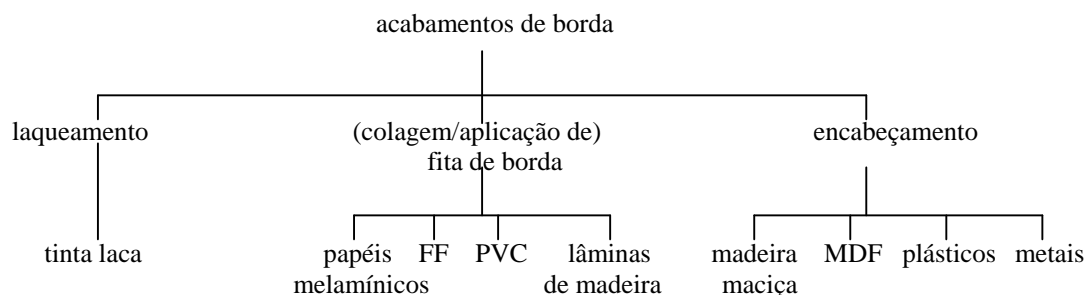 acabamentos de borda
laqueamento
(colagem/aplicação de)
fita de borda
encabeçamento
tinta laca
papéis
melamínicos
FF
PVC
lâminas
de madeira
madeira
maciça
MDF
plásticos
metais